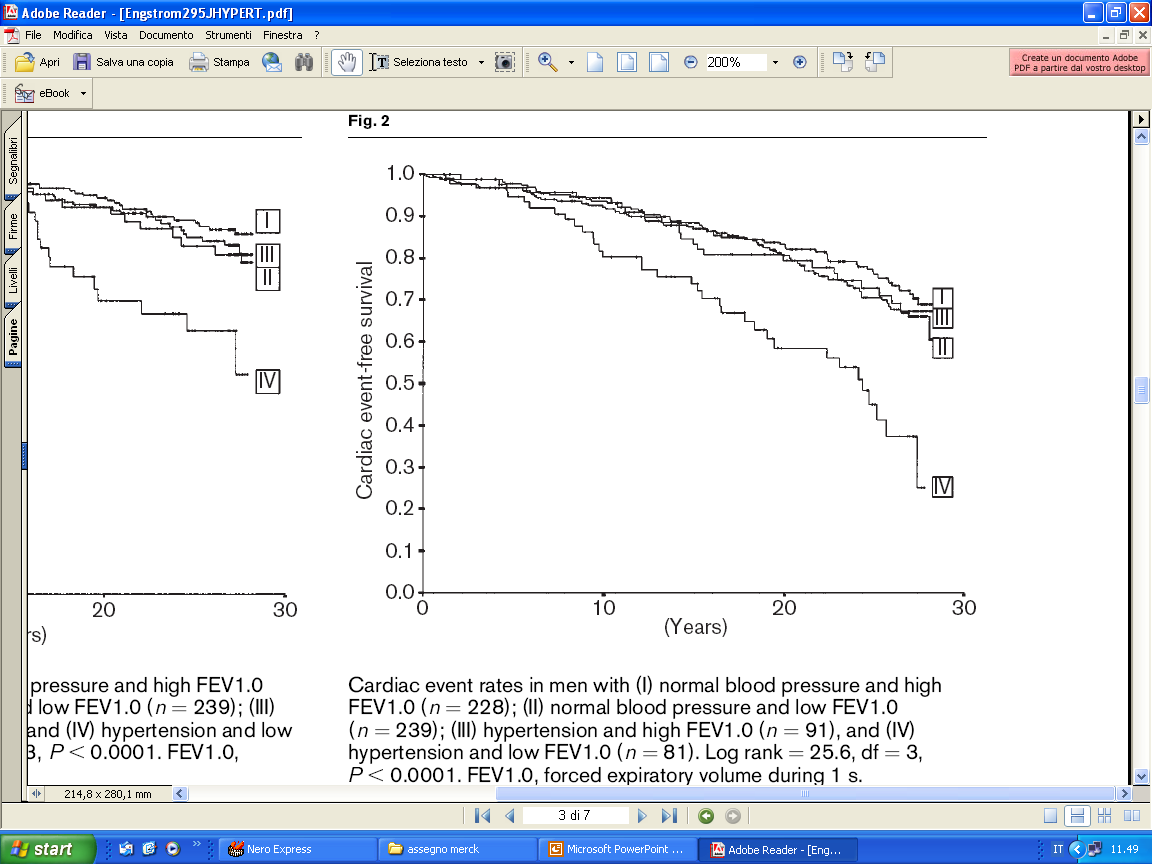 Adobe Reader - [Engstrom295JHYPERT.pdf]
File Modifica Vista Documento Strumenti Finestra ?
Apri Salva una copia Stampa Seleziona testo 200%
Create un documento Adobe
PDF a partire dal vostro desktop
eBook
Segnalibri
Firme
Livelli
Pagine
I
III
II
IV
20 30
rs)
pressure and high FEV1.0
d low FEV1.0 (n = 239); (III)
and (IV) hypertension and low
3, P < 0.0001. FEV1.0,
Fig. 2
Cardiac event-free survival
1.0
0.9
0.8
0.7
0.6
0.5
0.4
0.3
0.2
0.1
0.0
I
III
II
IV
0 10 20 30
(Years)
Cardiac event rates in men with (I) normal blood pressure and high
FEV1.0 (n = 228); (II) normal blood pressure and low FEV1.0
(n = 239); (III) hypertension and high FEV1.0 (n = 91), and (IV)
hypertension and low FEV1.0 (n = 81). Log rank = 25.6, df = 3,
P < 0.0001. FEV1.0, forced expiratory volume during 1 s.
214,8 x 280,1 mm
3 di 7
start Nero Express assegno merck Microsoft PowerPoint ... Adobe Reader - [Eng... IT 11.49